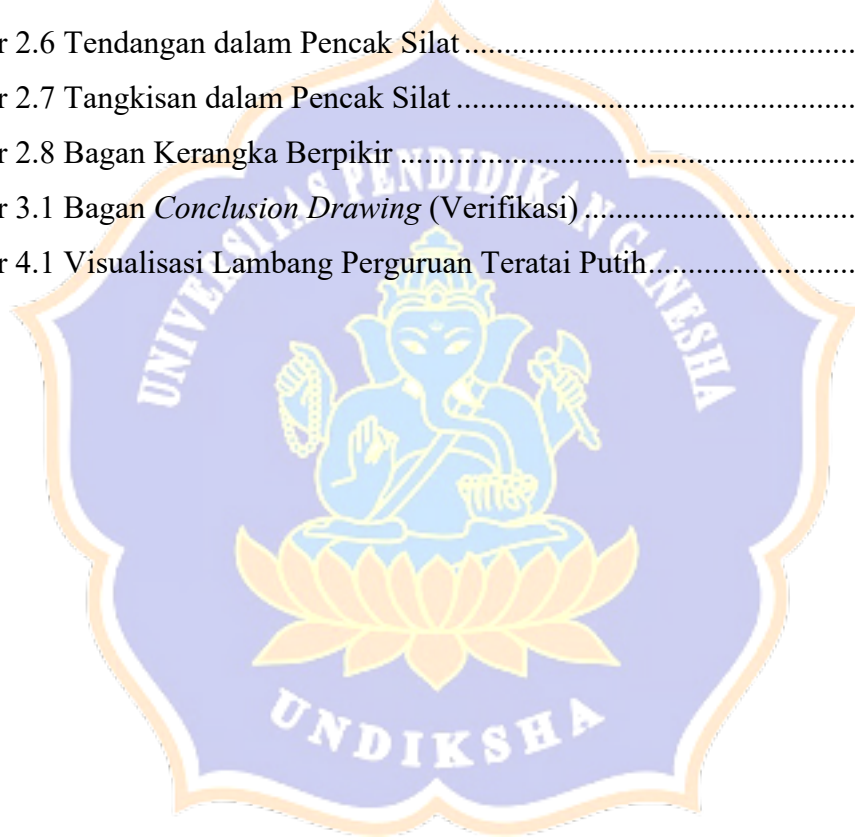 r 2.6 Tendangan dalam Pencak Silat
r 2.7 Tangkisan dalam Pencak Silat
r 2.8 Bagan Kerangka Berpikir
r 3.1 Bagan Conclusion Drawing (Verifikasi)
r 4.1 Visualisasi Lambang Perguruan Teratai Putih
UNIVERSITAS PENDIDIKAN GANESHA
UNDIKSHA